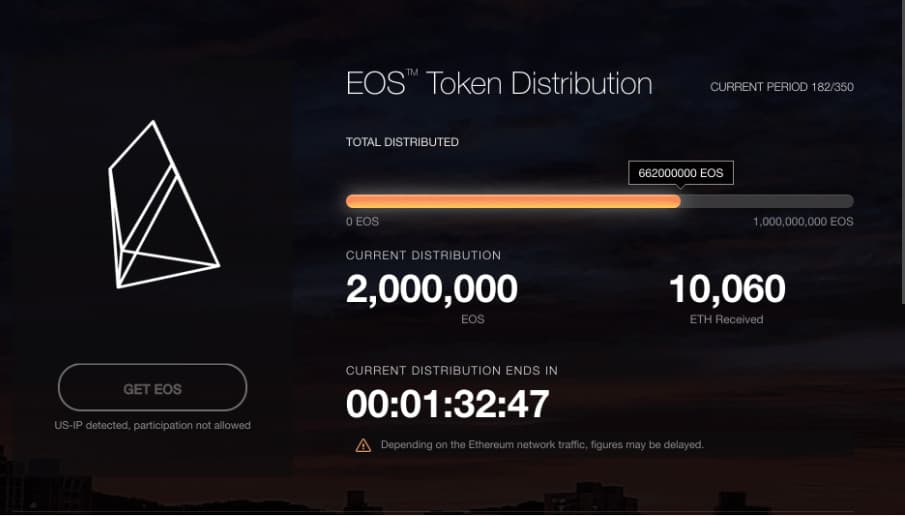 EOS™ Token Distribution
CURRENT PERIOD 182/350
TOTAL DISTRIBUTED
662000000 EOS
0 EOS
1,000,000,000 EOS
CURRENT DISTRIBUTION
2,000,000
EOS
10,060
ETH Received
CURRENT DISTRIBUTION ENDS IN
00:01:32:47
Depending on the Ethereum network traffic, figures may be delayed.
GET EOS
US-IP detected, participation not allowed